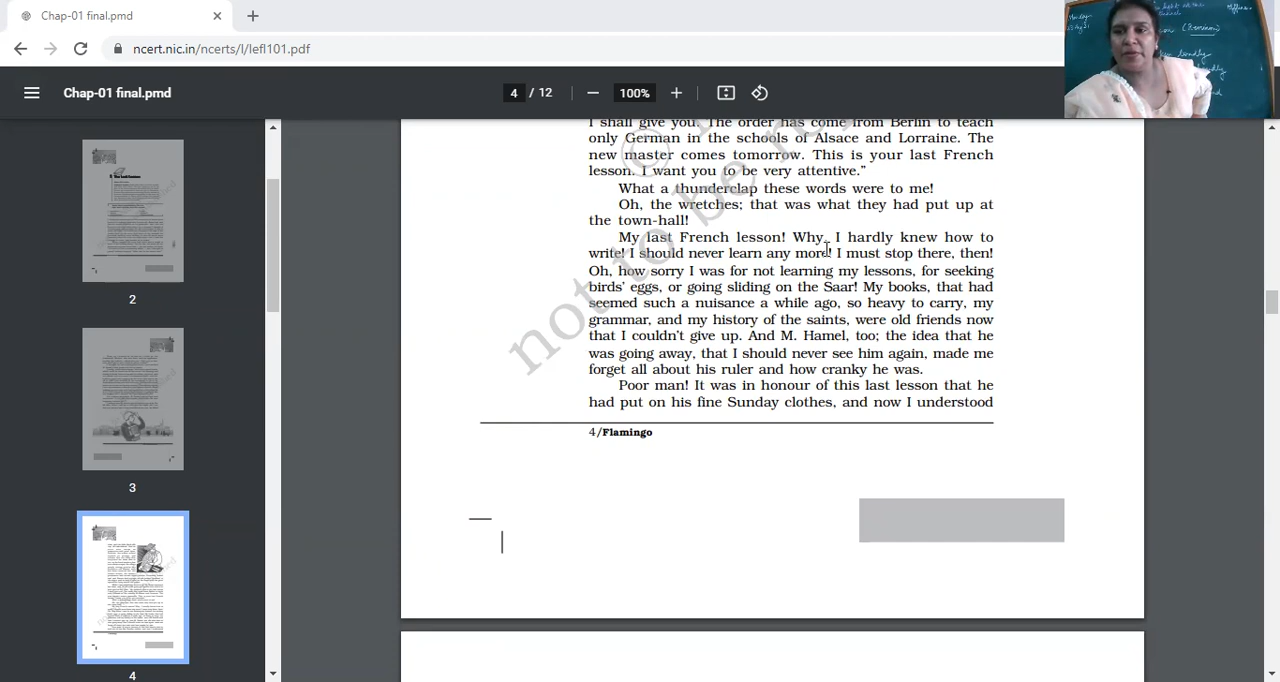 Chap-01 final.pmd
ncert.nic.in/ncerts/l/lefl101.pdf
Chap-01 final.pmd
4 / 12
100%
I shall give you. The order has come from Berlin to teach
only German in the schools of Alsace and Lorraine. The
new master comes tomorrow. This is your last French
lesson. I want you to be very attentive.”
What a thunderclap these words were to me!
Oh, the wretches; that was what they had put up at
the town-hall!
My last French lesson! Why, I hardly knew how to
write! I should never learn any more! I must stop there, then!
Oh, how sorry I was for not learning my lessons, for seeking
birds’ eggs, or going sliding on the Saar! My books, that had
seemed such a nuisance a while ago, so heavy to carry, my
grammar, and my history of the saints, were old friends now
that I couldn’t give up. And M. Hamel, too; the idea that he
was going away, that I should never see him again, made me
forget all about his ruler and how cranky he was.
Poor man! It was in honour of this last lesson that he
had put on his fine Sunday clothes, and now I understood
4/Flamingo
not to be
2
3
4
Monday